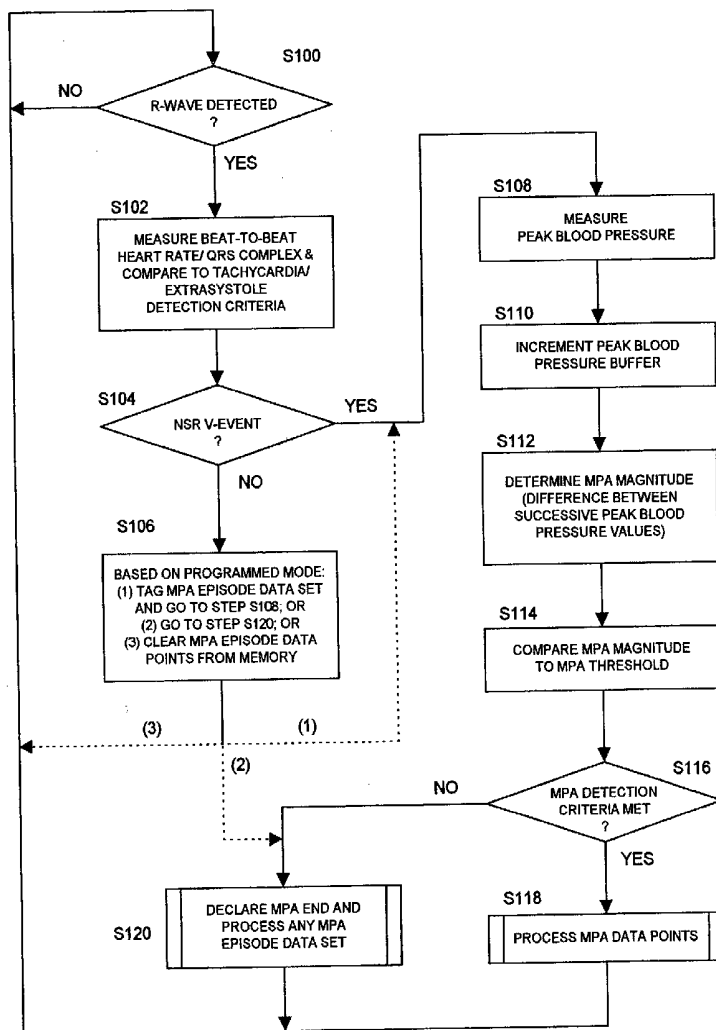 S100
NO
R-WAVE DETECTED
?
YES
S102
MEASURE BEAT-TO-BEAT
HEART RATE/ QRS COMPLEX &
COMPARE TO TACHYCARDIA/
EXTRASYSTOLE
DETECTION CRITERIA
S104
NSR V-EVENT
?
YES
NO
S106
BASED ON PROGRAMMED MODE:
(1) TAG MPA EPISODE DATA SET
AND GO TO STEP S108; OR
(2) GO TO STEP S120; OR
(3) CLEAR MPA EPISODE DATA
POINTS FROM MEMORY
(3)
(1)
(2)
S108
MEASURE
PEAK BLOOD PRESSURE
S110
INCREMENT PEAK BLOOD
PRESSURE BUFFER
S112
DETERMINE MPA MAGNITUDE
(DIFFERENCE BETWEEN
SUCCESSIVE PEAK BLOOD
PRESSURE VALUES)
S114
COMPARE MPA MAGNITUDE
TO MPA THRESHOLD
S116
NO
MPA DETECTION
CRITERIA MET
?
YES
S118
PROCESS MPA DATA POINTS
S120
DECLARE MPA END AND
PROCESS ANY MPA
EPISODE DATA SET